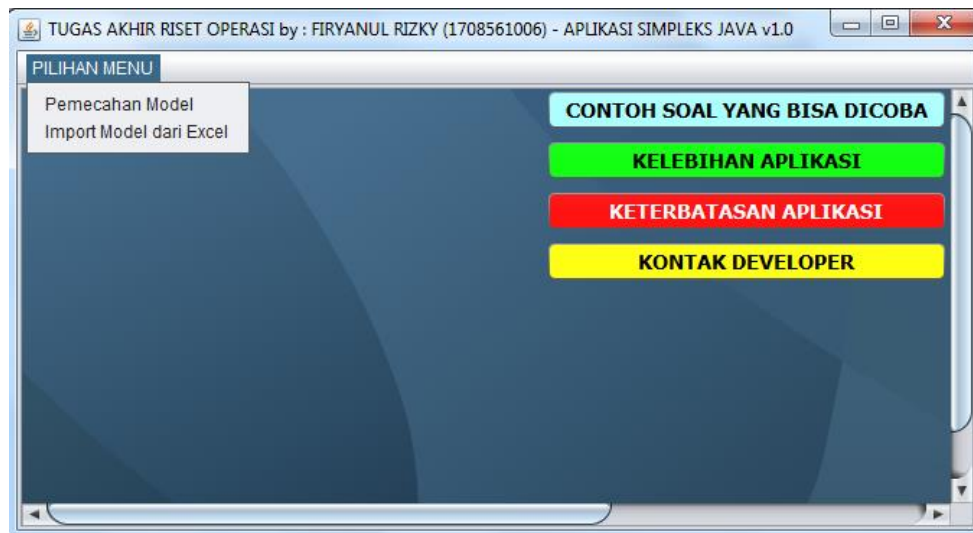 TUGAS AKHIR RISET OPERASI by : FIRYANUL RIZKY (1708561006) - APLIKASI SIMPLEKS JAVA v1.0
PILIHAN MENU
Pemecahan Model
Import Model dari Excel
CONTOH SOAL YANG BISA DICOBA
KELEBIHAN APLIKASI
KETERBATASAN APLIKASI
KONTAK DEVELOPER